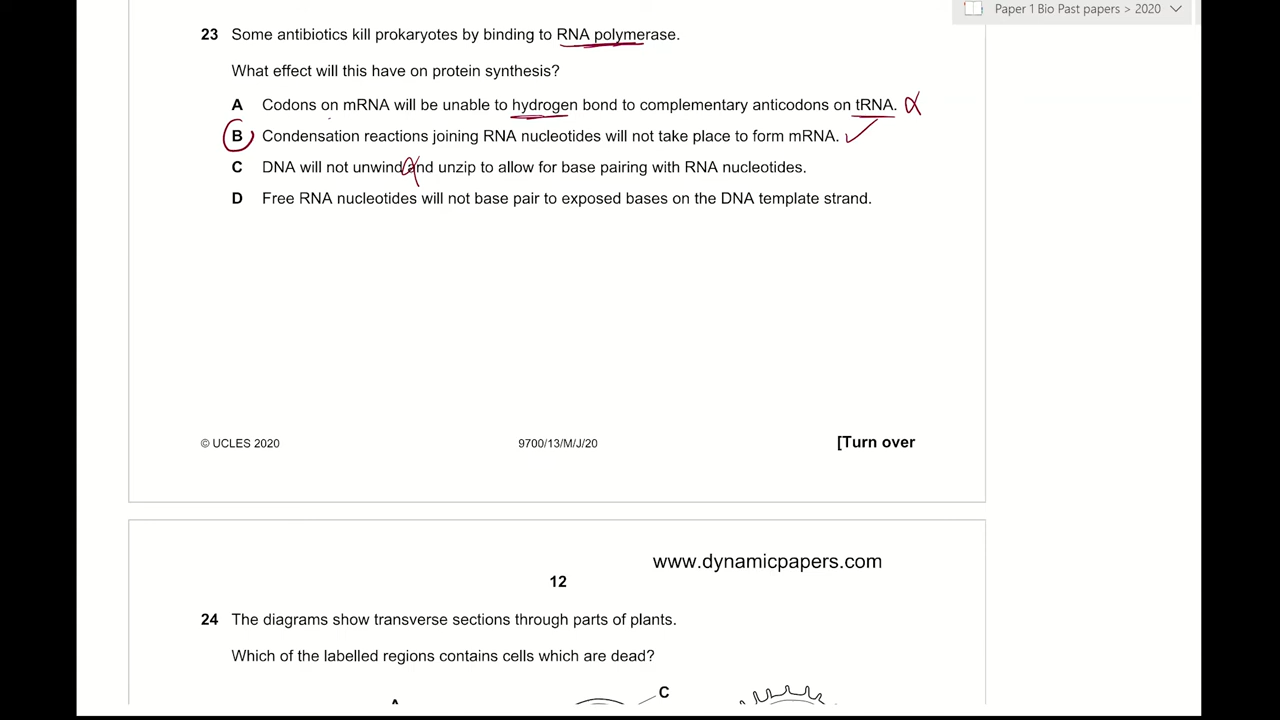 Paper 1 Bio Past papers > 2020
23 Some antibiotics kill prokaryotes by binding to RNA polymerase.
What effect will this have on protein synthesis?
A Codons on mRNA will be unable to hydrogen bond to complementary anticodons on tRNA.
B Condensation reactions joining RNA nucleotides will not take place to form mRNA.
C DNA will not unwind and unzip to allow for base pairing with RNA nucleotides.
D Free RNA nucleotides will not base pair to exposed bases on the DNA template strand.
© UCLES 2020 9700/13/M/J/20 [Turn over
www.dynamicpapers.com
12
24 The diagrams show transverse sections through parts of plants.
Which of the labelled regions contains cells which are dead?
A C